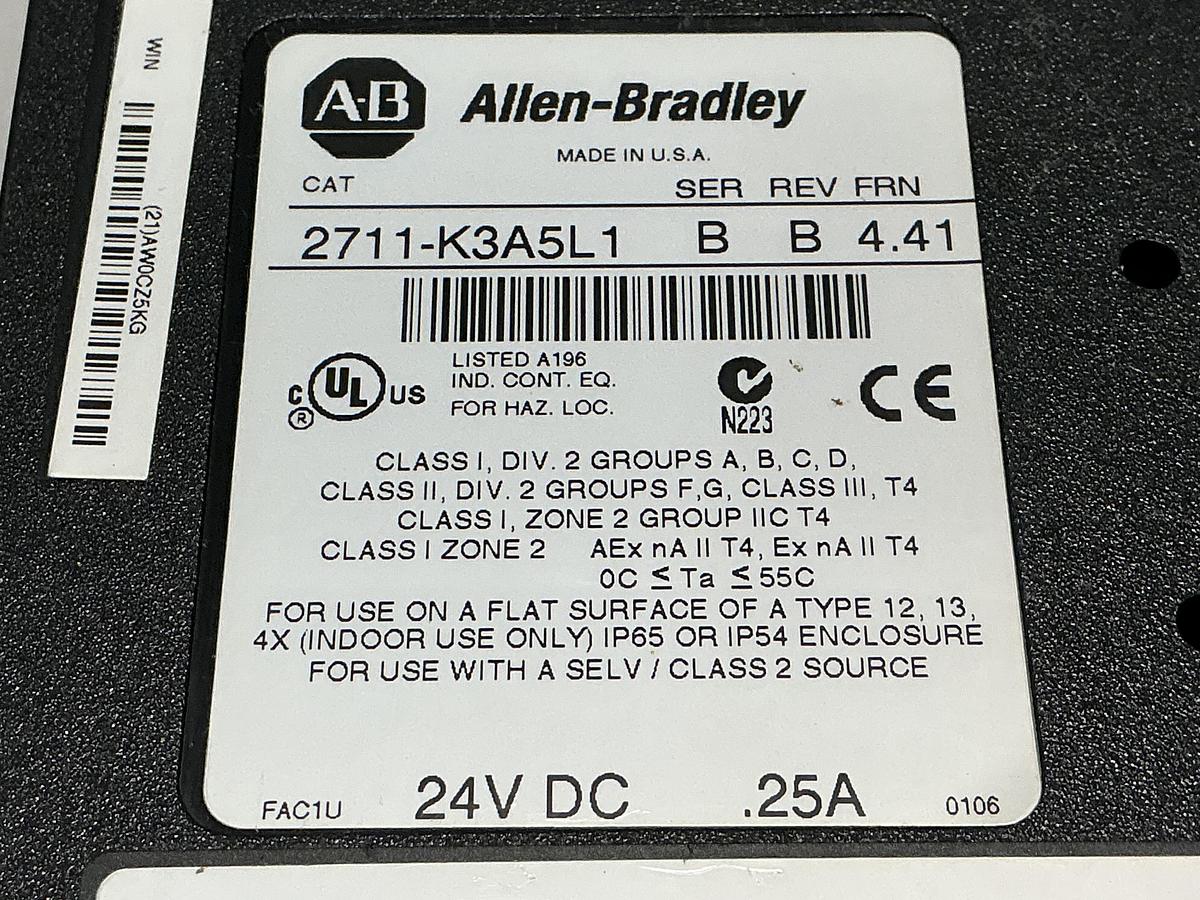 WIN
(21)AW0CZ5KG
A-B Allen-Bradley
MADE IN U.S.A.
CAT SER REV FRN
2711-K3A5L1 B B 4.41
C UL US ®
LISTED A196
IND. CONT. EQ.
FOR HAZ. LOC.
N223
CE
CLASS I, DIV. 2 GROUPS A, B, C, D,
CLASS II, DIV. 2 GROUPS F,G, CLASS III, T4
CLASS I, ZONE 2 GROUP IIC T4
CLASS I ZONE 2 AEx nA II T4, Ex nA II T4
0C ≤ Ta ≤ 55C
FOR USE ON A FLAT SURFACE OF A TYPE 12, 13,
4X (INDOOR USE ONLY) IP65 OR IP54 ENCLOSURE
FOR USE WITH A SELV / CLASS 2 SOURCE
FAC1U 24V DC .25A 0106